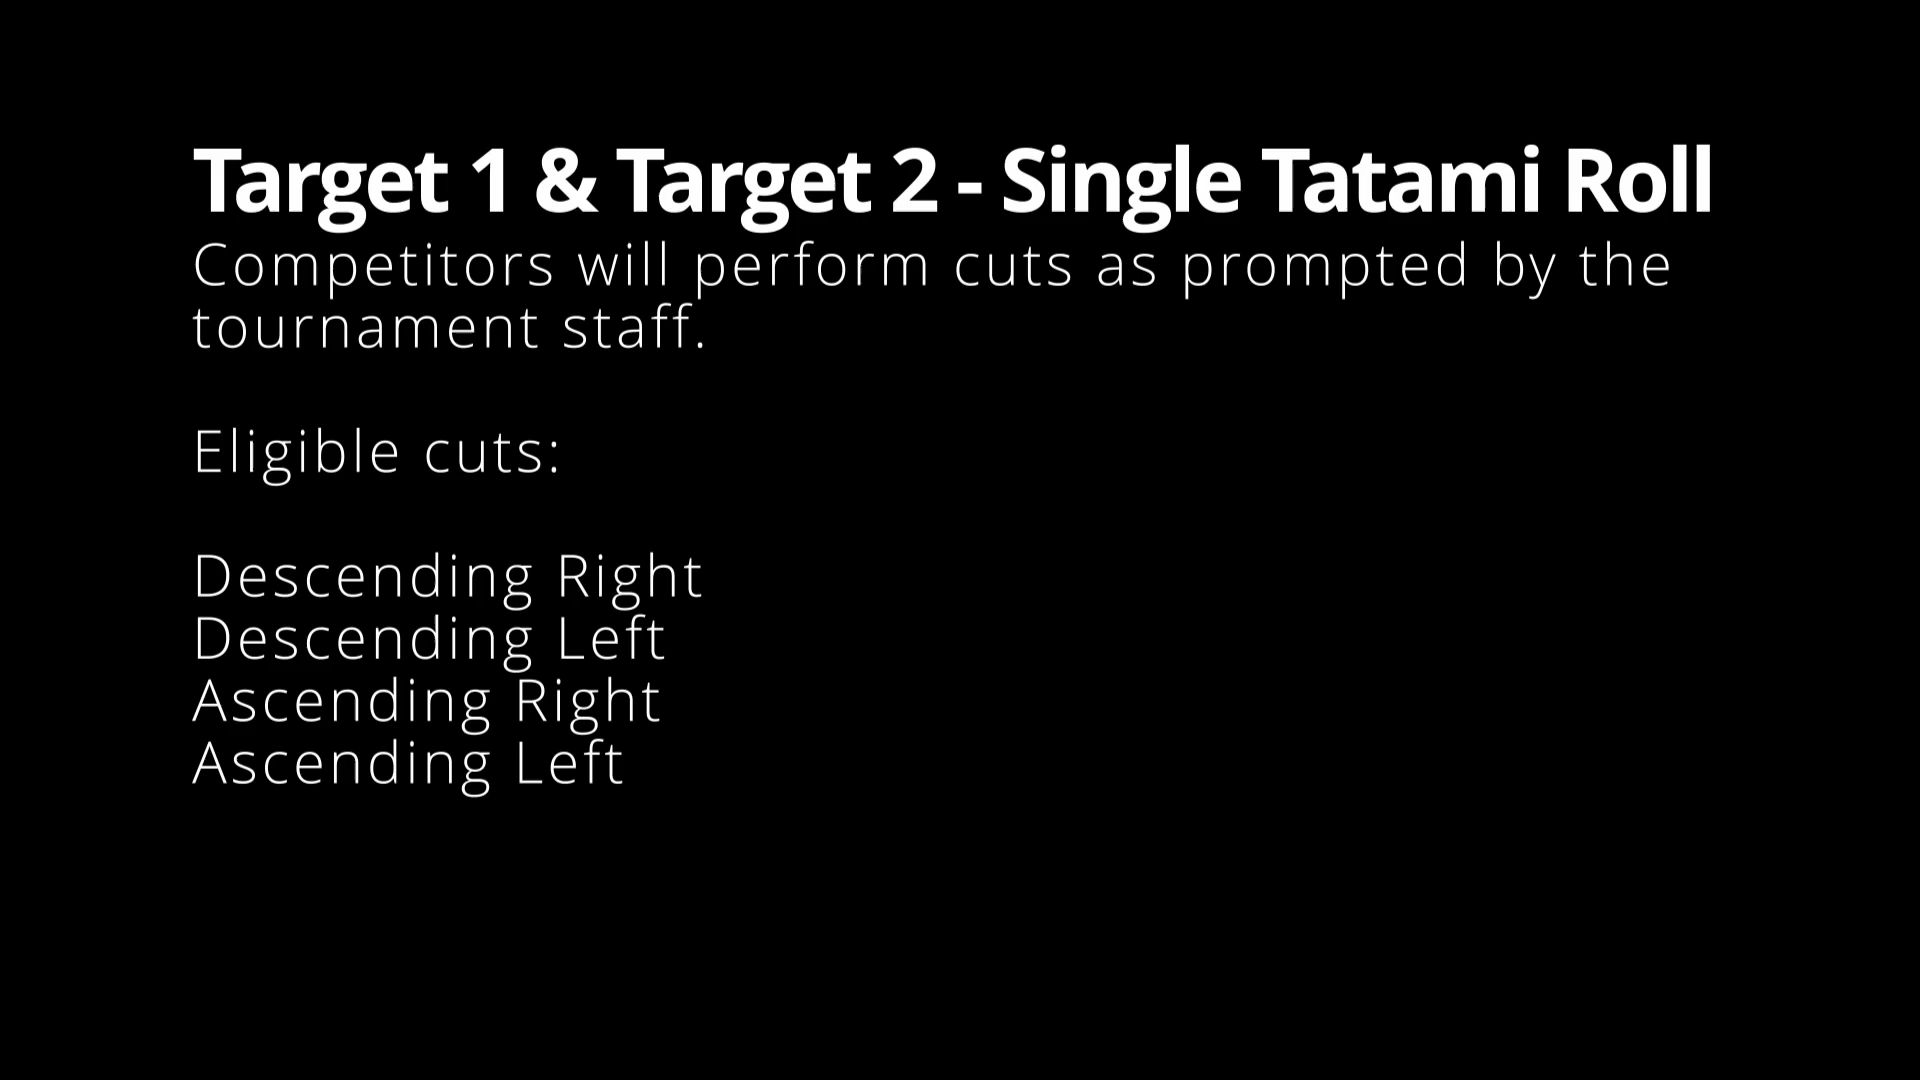 Target 1 & Target 2 - Single Tatami Roll
Competitors will perform cuts as prompted by the
tournament staff.
Eligible cuts:
Descending Right
Descending Left
Ascending Right
Ascending Left